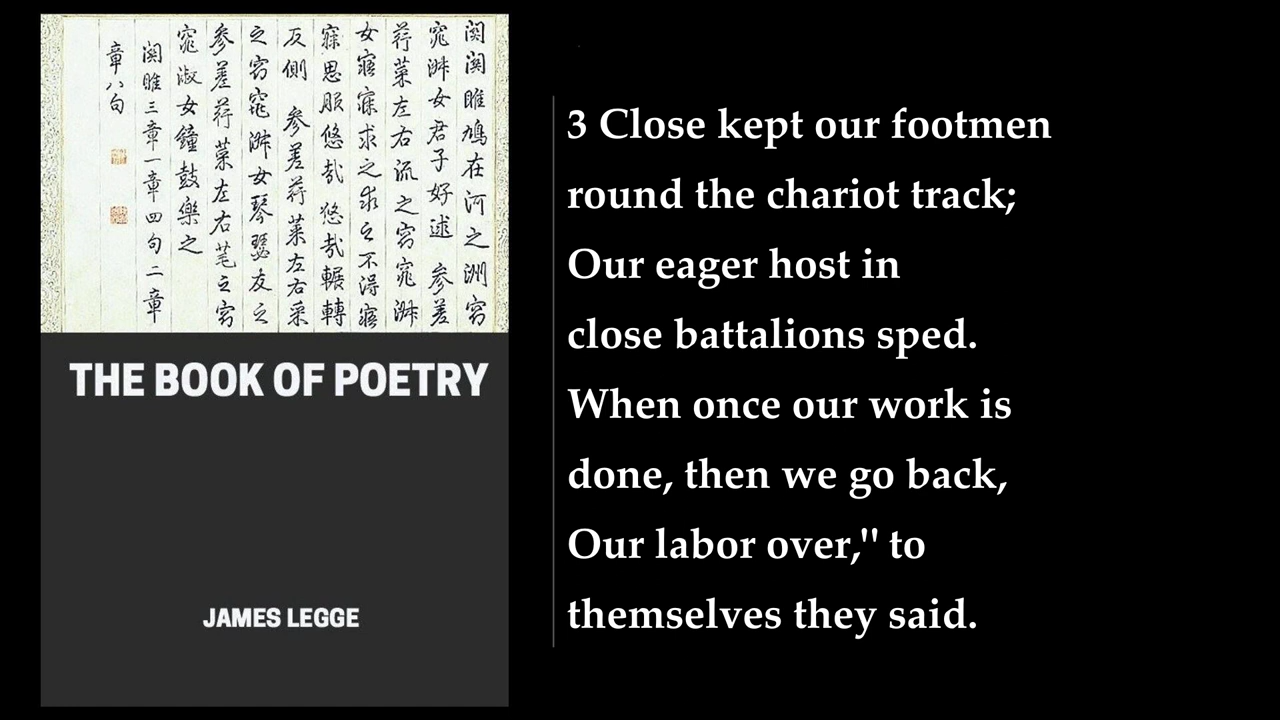 関関雎鳩在河之洲窈
窕淑女君子好逑 參差
荇菜左右流之窈窕淑
女寤寐求之求之不得寤
寐思服悠哉悠哉輾轉
反側 參差荇菜左右采
之窈窕淑女琴瑟友之
參差荇菜左右芼之窈
窕淑女鐘鼓樂之
関雎三章一章四句二章
章八句
THE BOOK OF POETRY
JAMES LEGGE
3 Close kept our footmen
round the chariot track;
Our eager host in
close battalions sped.
When once our work is
done, then we go back,
Our labor over," to
themselves they said.